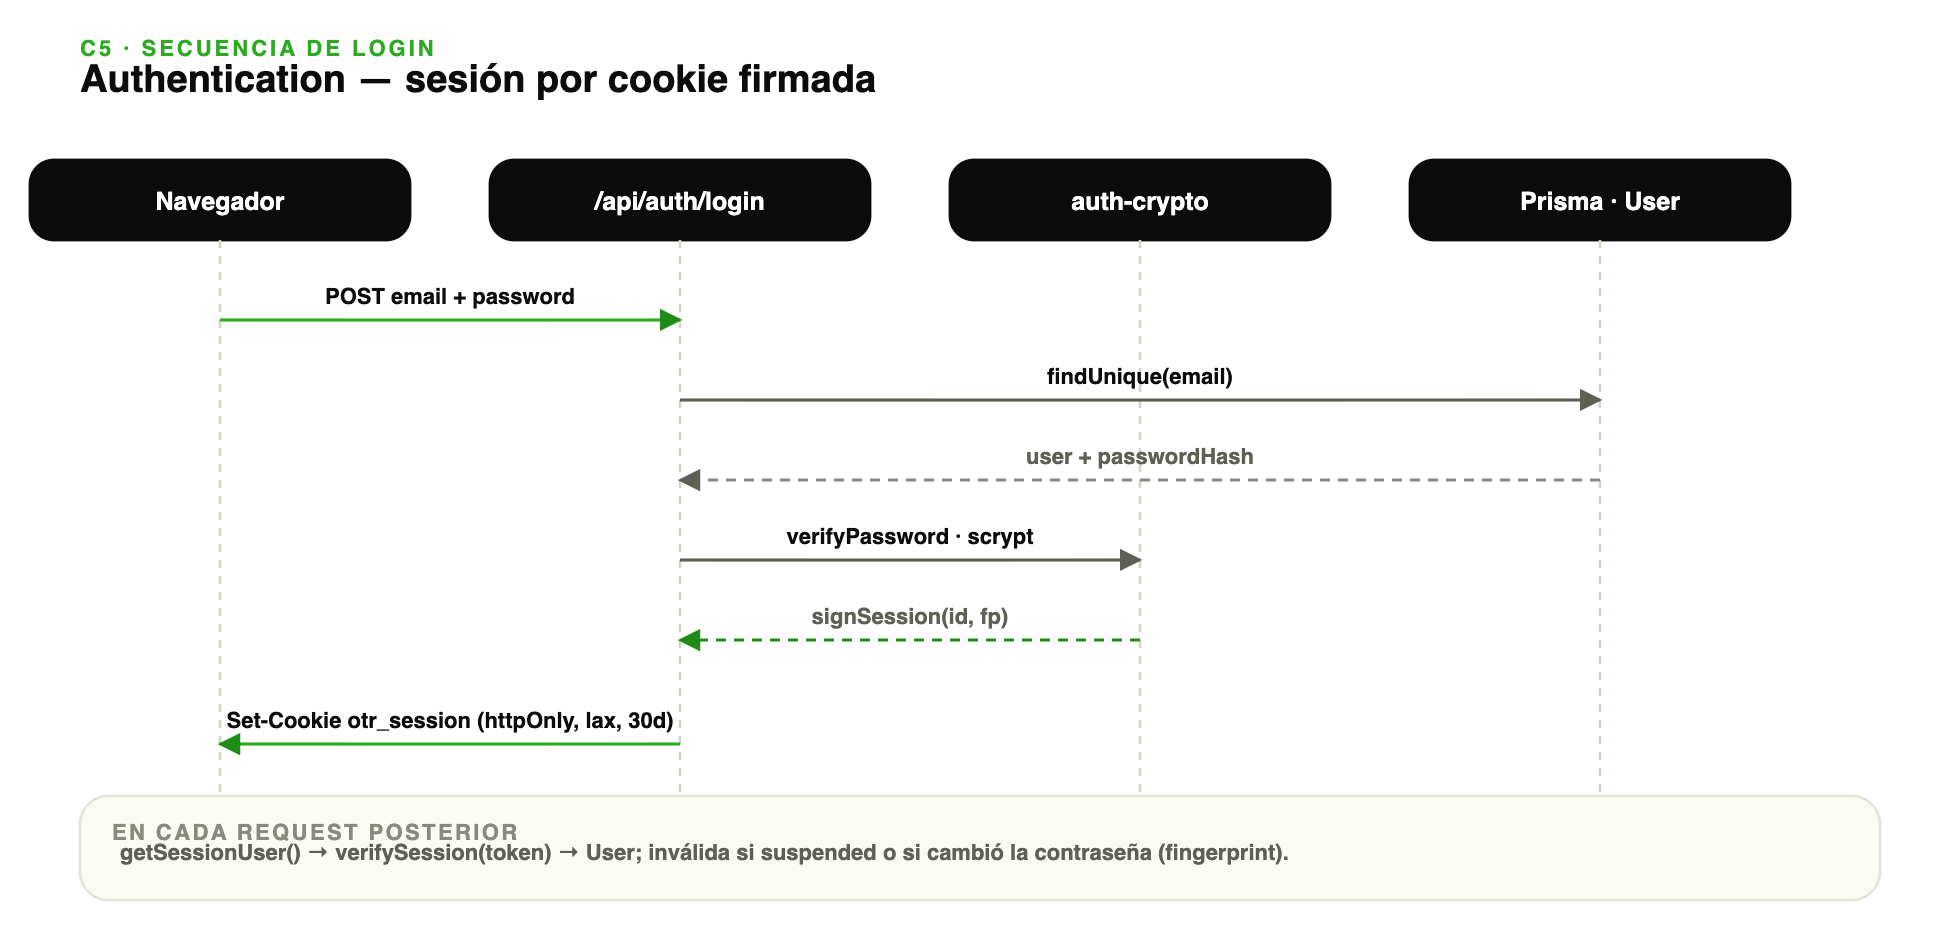 C5 · SECUENCIA DE LOGIN
Authentication — sesión por cookie firmada
Navegador
/api/auth/login
auth-crypto
Prisma · User
POST email + password
findUnique(email)
user + passwordHash
verifyPassword · scrypt
signSession(id, fp)
Set-Cookie otr_session (httpOnly, lax, 30d)
EN CADA REQUEST POSTERIOR
getSessionUser() → verifySession(token) → User; inválida si suspended o si cambió la contraseña (fingerprint).